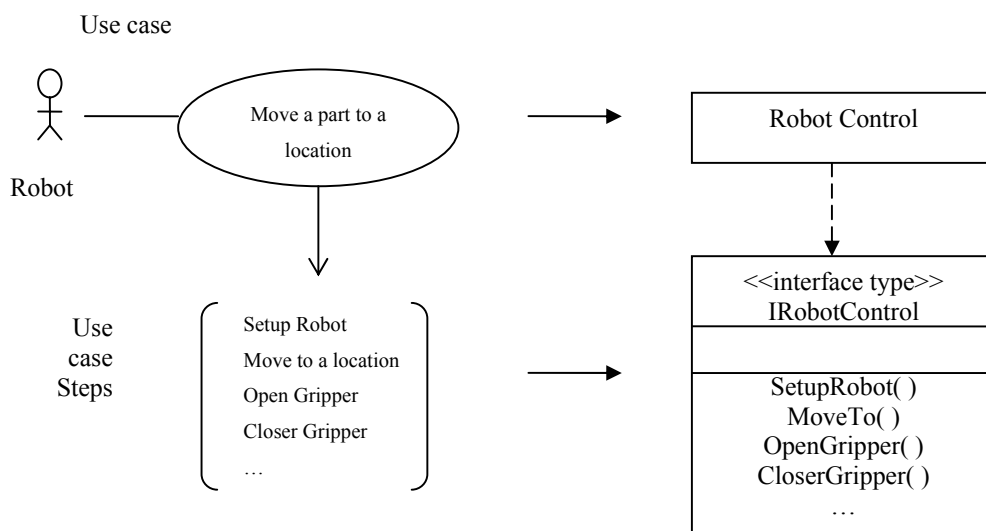 Use case
Move a part to a
location
Robot
Robot Control
Use
case
Steps
Setup Robot
Move to a location
Open Gripper
Closer Gripper
…
<<interface type>>
IRobotControl
SetupRobot( )
MoveTo( )
OpenGripper( )
CloserGripper( )
…